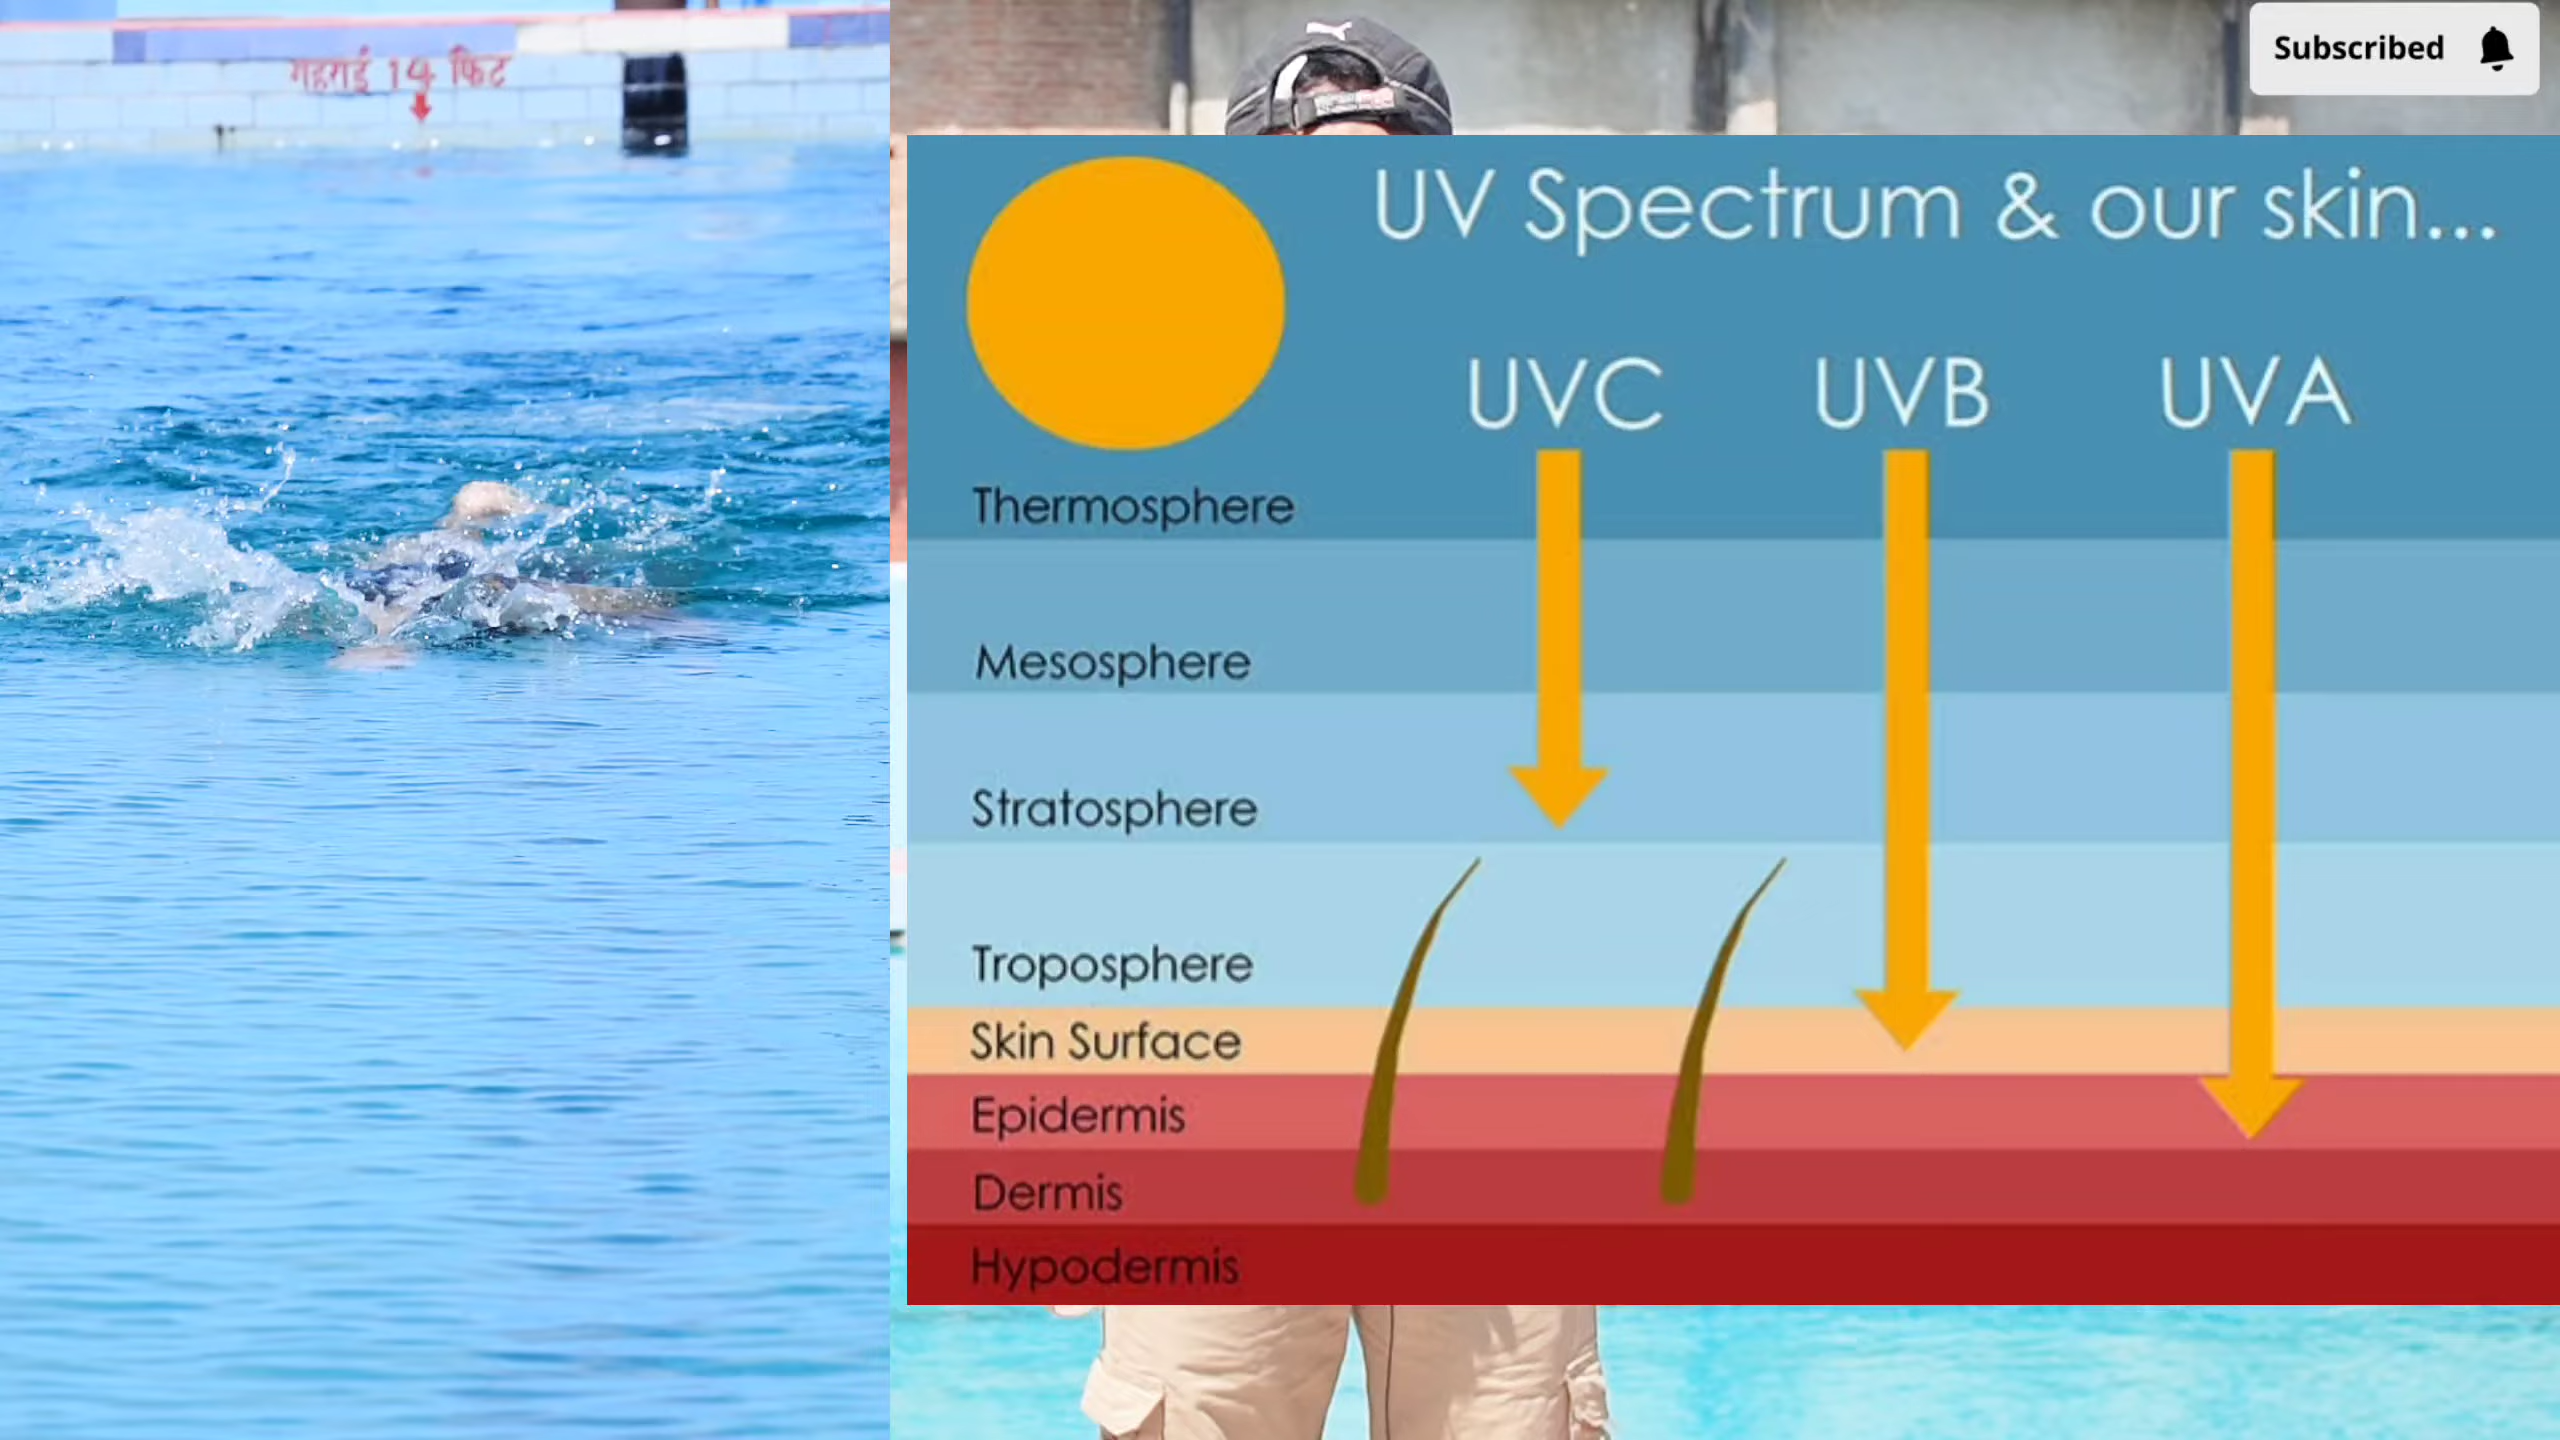 गहराई 14 फिट
Subscribed
UV Spectrum & our skin...
UVC UVB UVA
Thermosphere
Mesosphere
Stratosphere
Troposphere
Skin Surface
Epidermis
Dermis
Hypodermis